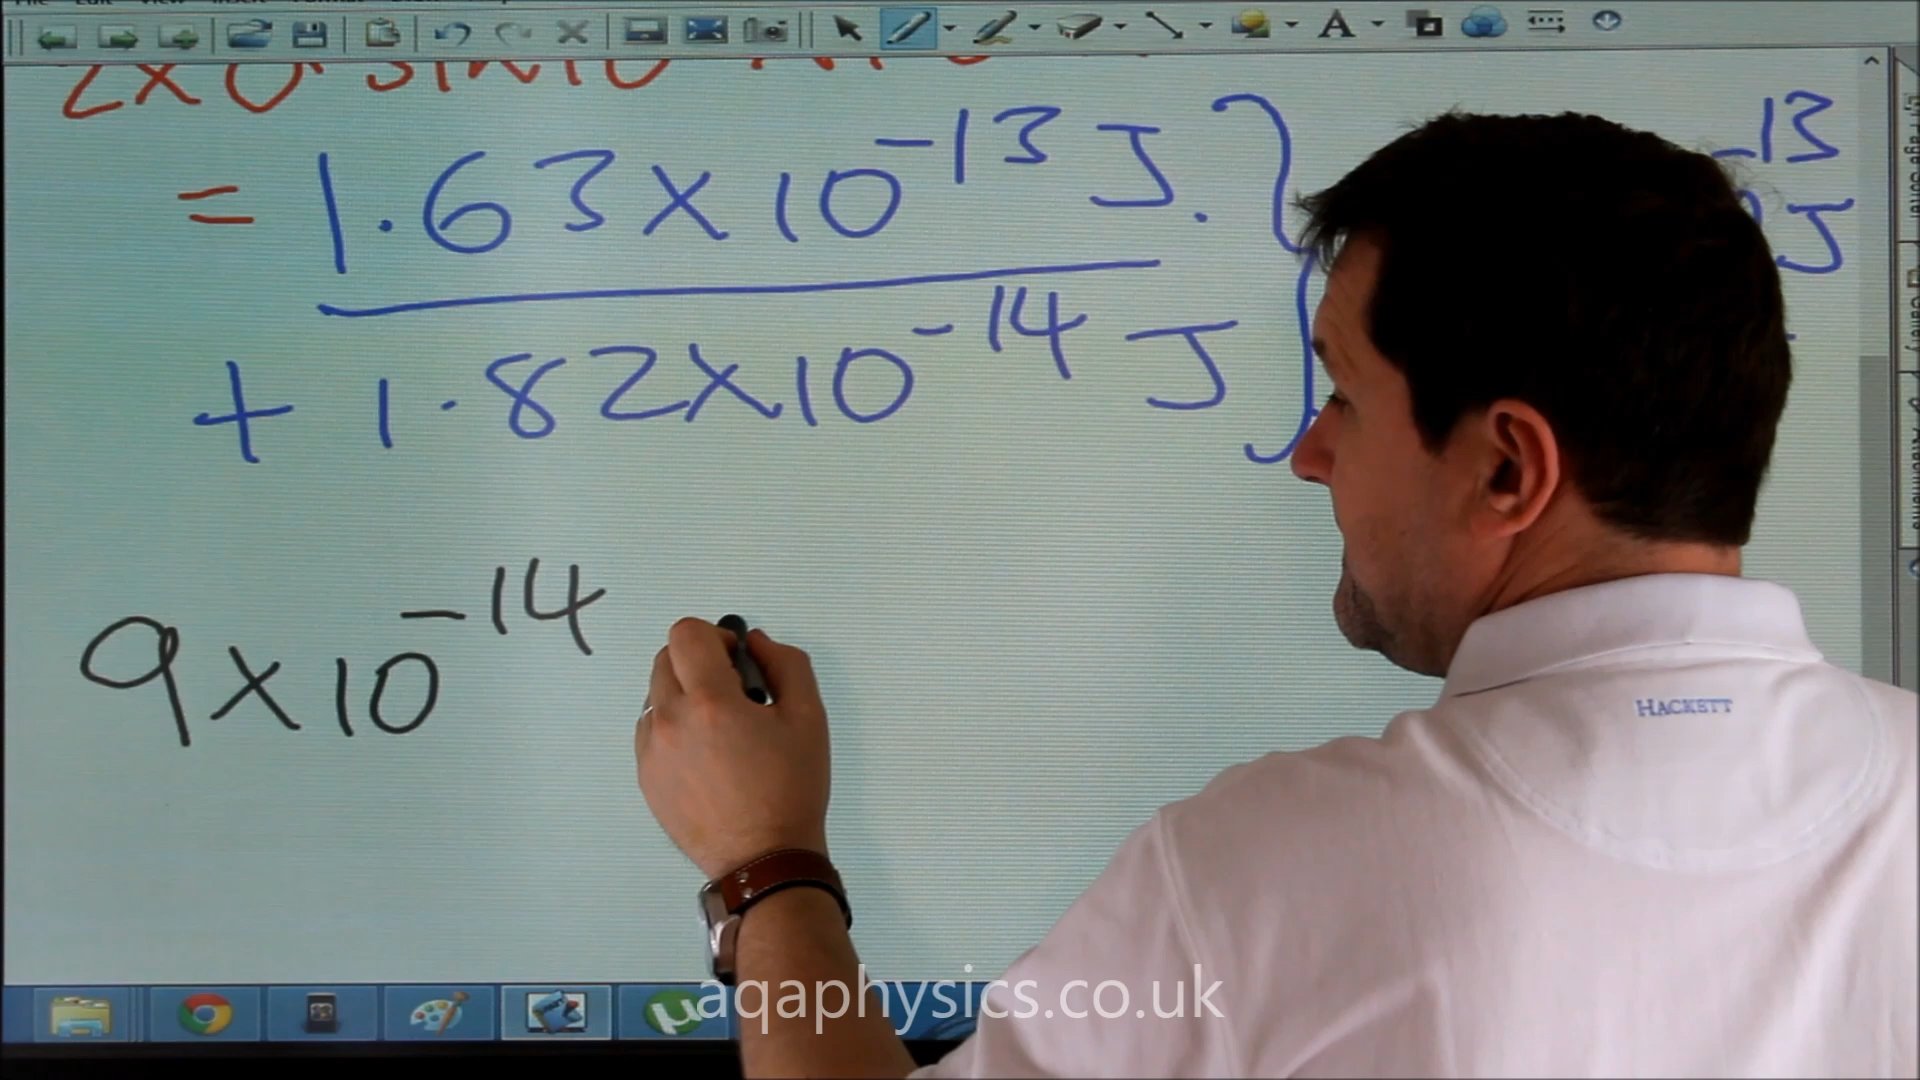 = 1.63 x 10⁻¹³ J.
-13
J
+ 1.82 x 10⁻¹⁴ J
9 x 10⁻¹⁴
HACKETT
aqaphysics.co.uk